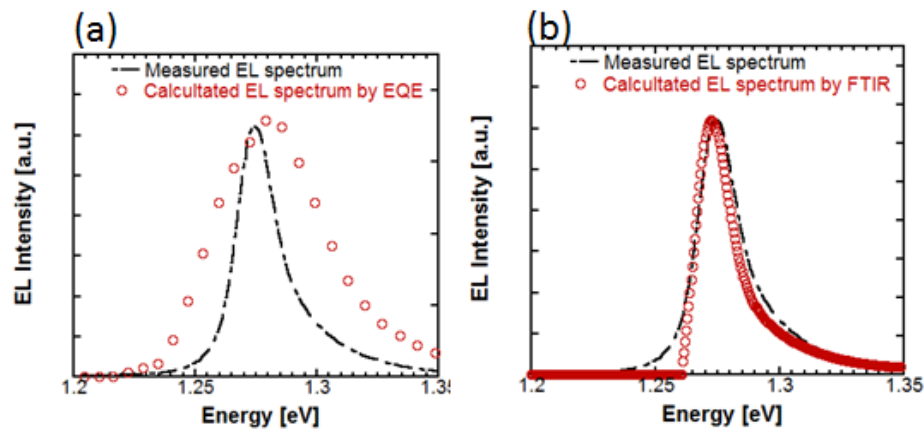 (a)
Measured EL spectrum
Calcultated EL spectrum by EQE
EL Intensity [a.u.]
1.2
1.25
1.3
1.35
Energy [eV]
(b)
Measured EL spectrum
Calcultated EL spectrum by FTIR
EL Intensity [a.u.]
1.2
1.25
1.3
1.35
Energy [eV]